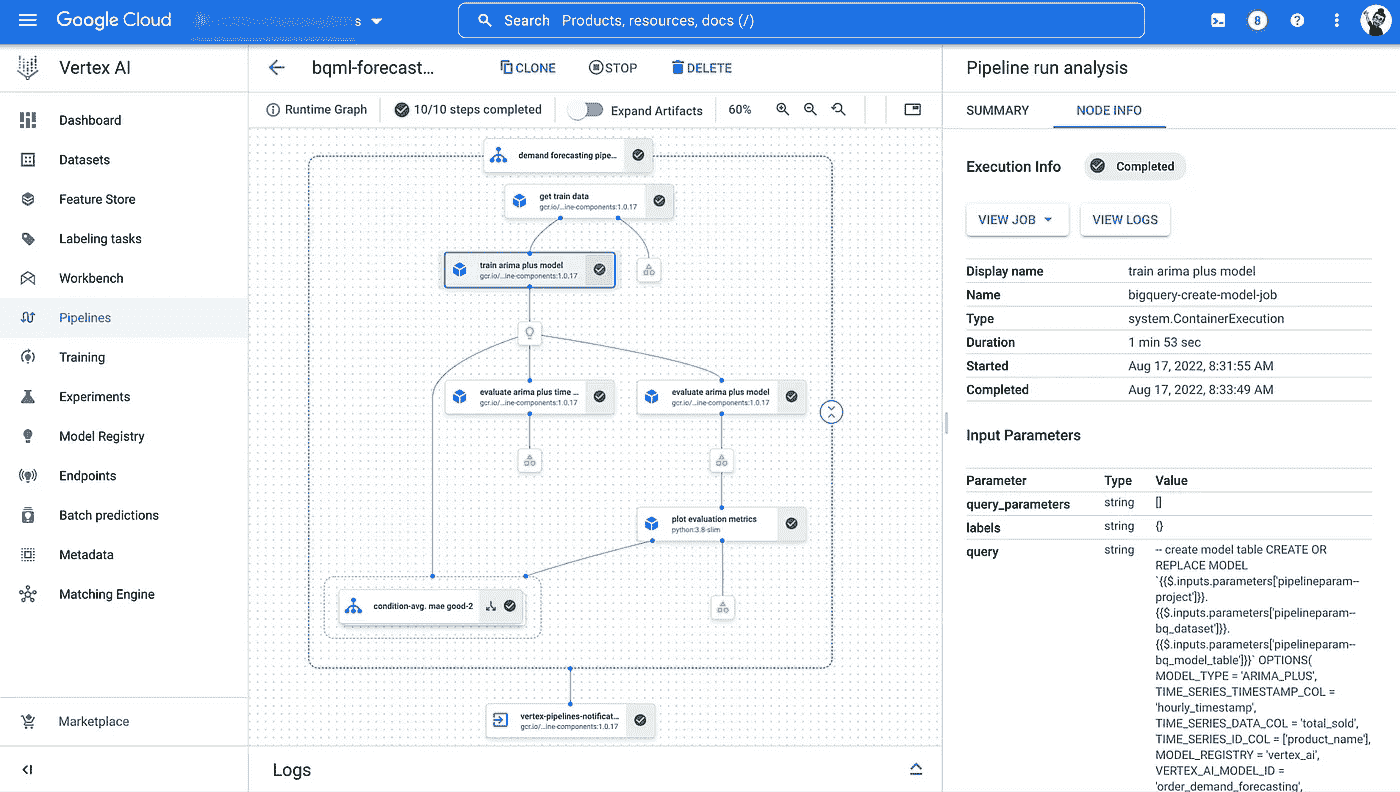 Google Cloud
s
Search Products, resources, docs (/)
8
?
Vertex AI
Dashboard
Datasets
Feature Store
Labeling tasks
Workbench
Pipelines
Training
Experiments
Model Registry
Endpoints
Batch predictions
Metadata
Matching Engine
Marketplace
bqml-forecast...
CLONE
STOP
DELETE
Runtime Graph
10/10 steps completed
Expand Artifacts
60%
demand forecasting pipe...
get train data
gcr.io/...ine-components:1.0.17
train arima plus model
gcr.io/...ine-components:1.0.17
evaluate arima plus time ...
gcr.io/...ine-components:1.0.17
evaluate arima plus model
gcr.io/...ine-components:1.0.17
plot evaluation metrics
python:3.8-slim
condition-avg. mae good-2
vertex-pipelines-notificat...
gcr.io/...ine-components:1.0.17
Logs
Pipeline run analysis
SUMMARY
NODE INFO
Execution Info
Completed
VIEW JOB
VIEW LOGS
Display name train arima plus model
Name bigquery-create-model-job
Type system.ContainerExecution
Duration 1 min 53 sec
Started Aug 17, 2022, 8:31:55 AM
Completed Aug 17, 2022, 8:33:49 AM
Input Parameters
Parameter Type Value
query_parameters string []
labels string {}
query string -- create model table CREATE OR
REPLACE MODEL
`{{$.inputs.parameters['pipelineparam--
project']}}.
{{$.inputs.parameters['pipelineparam--
bq_dataset']}}.
{{$.inputs.parameters['pipelineparam--
bq_model_table']}}` OPTIONS(
MODEL_TYPE = 'ARIMA_PLUS',
TIME_SERIES_TIMESTAMP_COL =
'hourly_timestamp',
TIME_SERIES_DATA_COL = 'total_sold',
TIME_SERIES_ID_COL = ['product_name'],
MODEL_REGISTRY = 'vertex_ai',
VERTEX_AI_MODEL_ID =
'order_demand_forecasting',